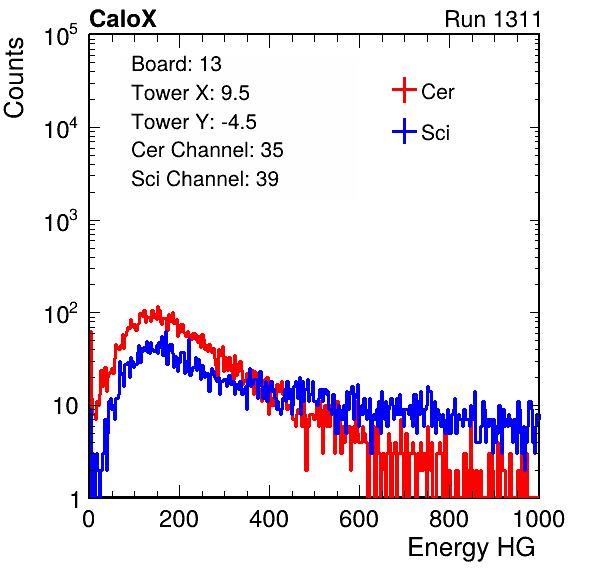 CaloX Run 1311
Counts
10^5
10^4
10^3
10^2
10
1
Board: 13
Tower X: 9.5
Tower Y: -4.5
Cer Channel: 35
Sci Channel: 39
Cer
Sci
0 200 400 600 800 1000
Energy HG